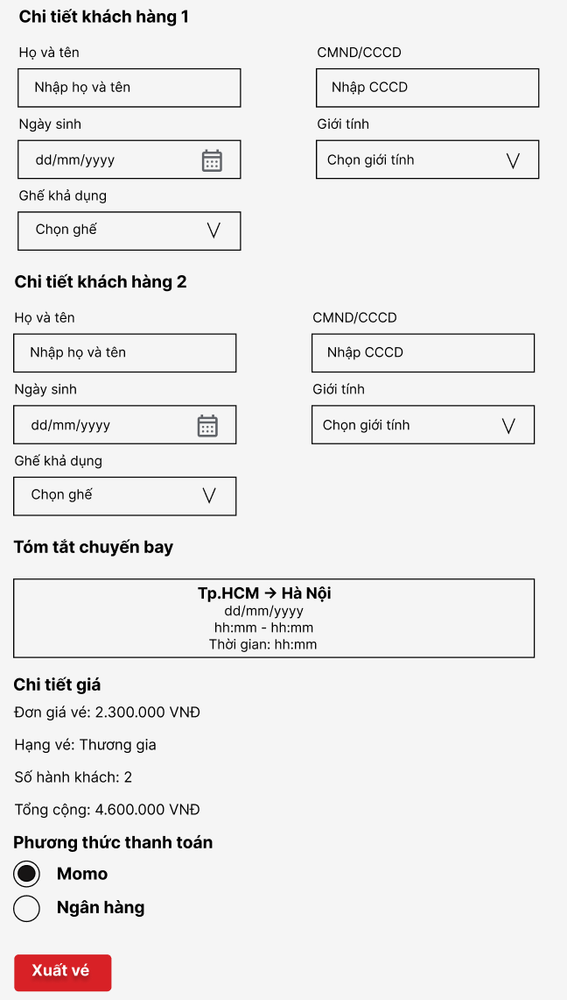 Chi tiết khách hàng 1
Họ và tên
CMND/CCCD
Nhập họ và tên
Nhập CCCD
Ngày sinh
Giới tính
dd/mm/yyyy
Chọn giới tính
Ghế khả dụng
Chọn ghế
Chi tiết khách hàng 2
Họ và tên
CMND/CCCD
Nhập họ và tên
Nhập CCCD
Ngày sinh
Giới tính
dd/mm/yyyy
Chọn giới tính
Ghế khả dụng
Chọn ghế
Tóm tắt chuyến bay
Tp.HCM → Hà Nội
dd/mm/yyyy
hh:mm - hh:mm
Thời gian: hh:mm
Chi tiết giá
Đơn giá vé: 2.300.000 VNĐ
Hạng vé: Thương gia
Số hành khách: 2
Tổng cộng: 4.600.000 VNĐ
Phương thức thanh toán
Momo
Ngân hàng
Xuất vé